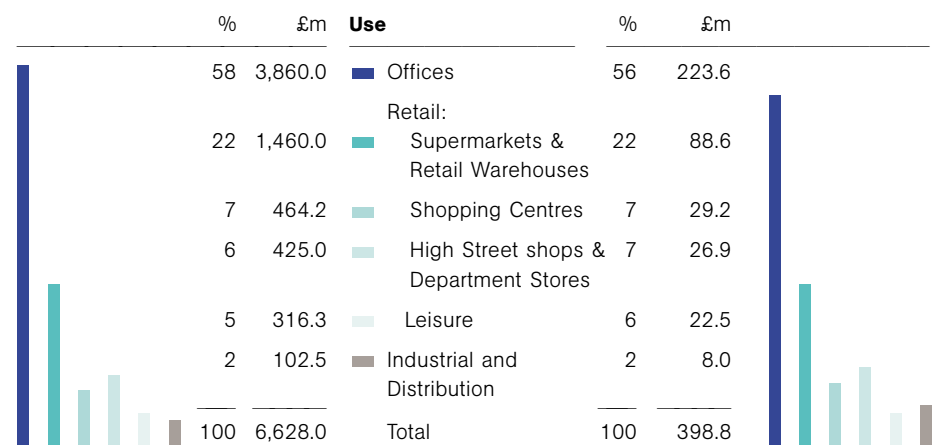 % £m Use % £m
58 3,860.0 Offices 56 223.6
Retail:
22 1,460.0 Supermarkets & 22 88.6
Retail Warehouses
7 464.2 Shopping Centres 7 29.2
6 425.0 High Street shops & 7 26.9
Department Stores
5 316.3 Leisure 6 22.5
2 102.5 Industrial and 2 8.0
Distribution
100 6,628.0 Total 100 398.8